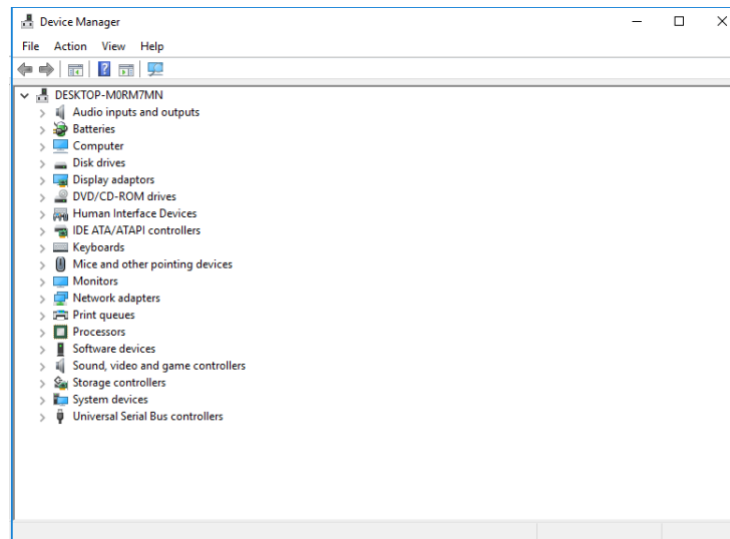 Device Manager
File Action View Help
DESKTOP-M0RM7MN
Audio inputs and outputs
Batteries
Computer
Disk drives
Display adaptors
DVD/CD-ROM drives
Human Interface Devices
IDE ATA/ATAPI controllers
Keyboards
Mice and other pointing devices
Monitors
Network adapters
Print queues
Processors
Software devices
Sound, video and game controllers
Storage controllers
System devices
Universal Serial Bus controllers